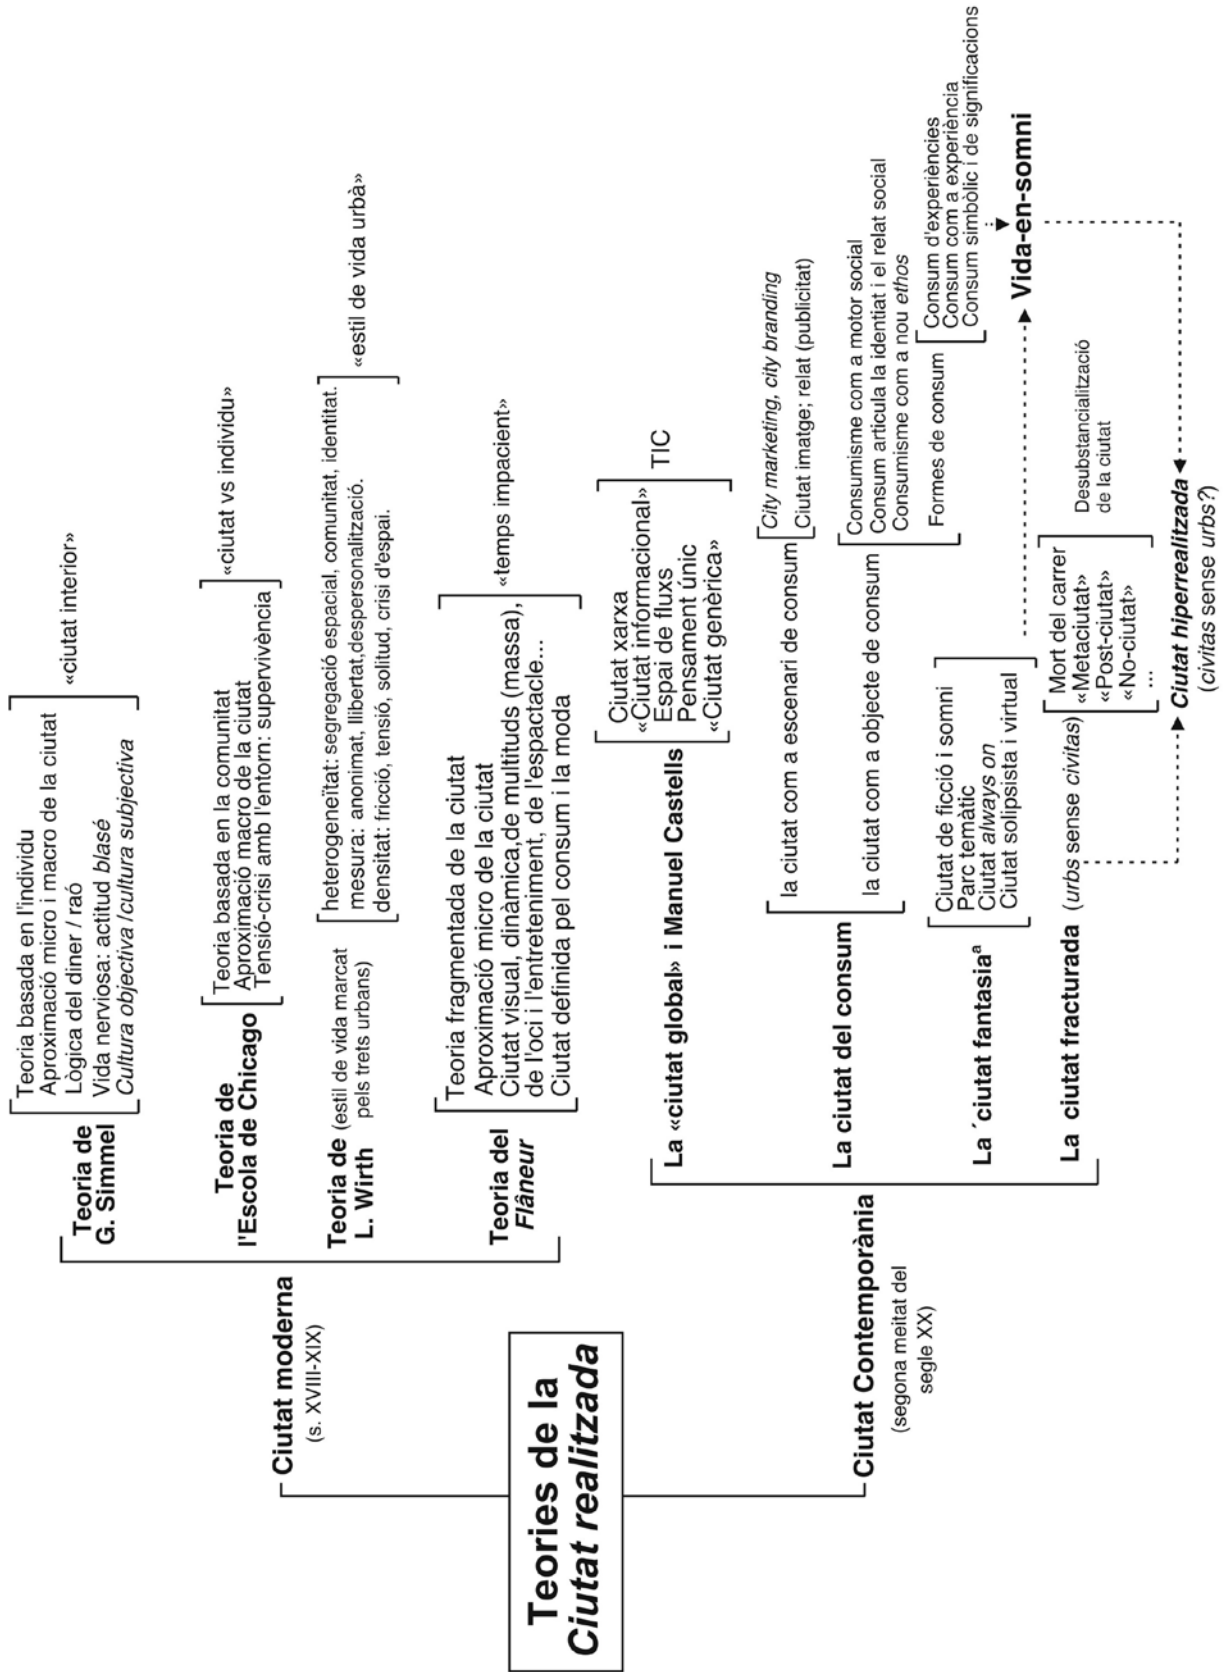 Teories de la
Ciutat realitzada
Ciutat moderna
(s. XVIII-XIX)
Teoria de
G. Simmel
Teoria basada en l'individu
Aproximació micro i macro de la ciutat
Lògica del diner / raó
Vida nerviosa: actitud blasé
Cultura objectiva /cultura subjectiva
«ciutat interior»
Teoria de
l'Escola de Chicago
Teoria basada en la comunitat
Aproximació macro de la ciutat
Tensió-crisi amb l'entorn: supervivència
«ciutat vs individu»
Teoria de (estil de vida marcat
L. Wirth pels trets urbans)
heterogeneïtat: segregació espacial, comunitat, identitat.
mesura: anonimat, llibertat,despersonalització.
densitat: fricció, tensió, solitud, crisi d'espai.
«estil de vida urbà»
Teoria del
Flâneur
Teoria fragmentada de la ciutat
Aproximació micro de la ciutat
Ciutat visual, dinàmica,de multituds (massa),
de l'oci i l'entreteniment, de l'espactacle...
Ciutat definida pel consum i la moda
«temps impacient»
Ciutat Contemporània
(segona meitat del
segle XX)
La «ciutat global» i Manuel Castells
Ciutat xarxa
«Ciutat informacional»
Espai de fluxs
Pensament únic
«Ciutat genèrica»
TIC
La ciutat del consum
la ciutat com a escenari de consum
City marketing, city branding
Ciutat imatge; relat (publicitat)
la ciutat com a objecte de consum
Consumisme com a motor social
Consum articula la identiat i el relat social
Consumisme com a nou ethos
Formes de consum
Consum d'experiències
Consum com a experiència
Consum simbòlic i de significacions
La ´ciutat fantasiaª
Ciutat de ficció i somni
Parc temàtic
Ciutat always on
Ciutat solipsista i virtual
Vida-en-somni
La ciutat fracturada (urbs sense civitas)
Mort del carrer
«Metaciutat»
«Post-ciutat»
«No-ciutat»
...
Desubstancialització
de la ciutat
Ciutat hiperrealitzada
(civitas sense urbs?)